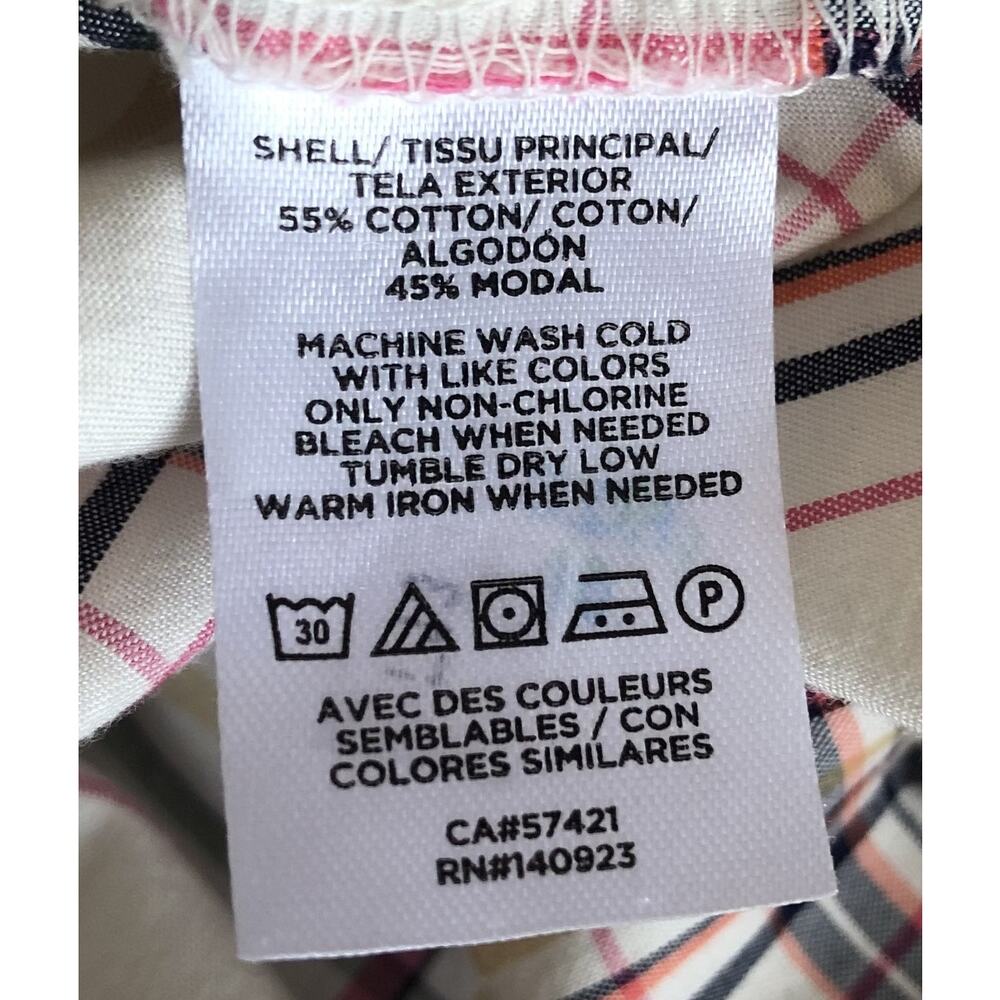 SHELL/ TISSU PRINCIPAL/
TELA EXTERIOR
55% COTTON/ COTON/
ALGODÓN
45% MODAL
MACHINE WASH COLD
WITH LIKE COLORS
ONLY NON-CHLORINE
BLEACH WHEN NEEDED
TUMBLE DRY LOW
WARM IRON WHEN NEEDED
30 P
AVEC DES COULEURS
SEMBLABLES / CON
COLORES SIMILARES
CA#57421
RN#140923